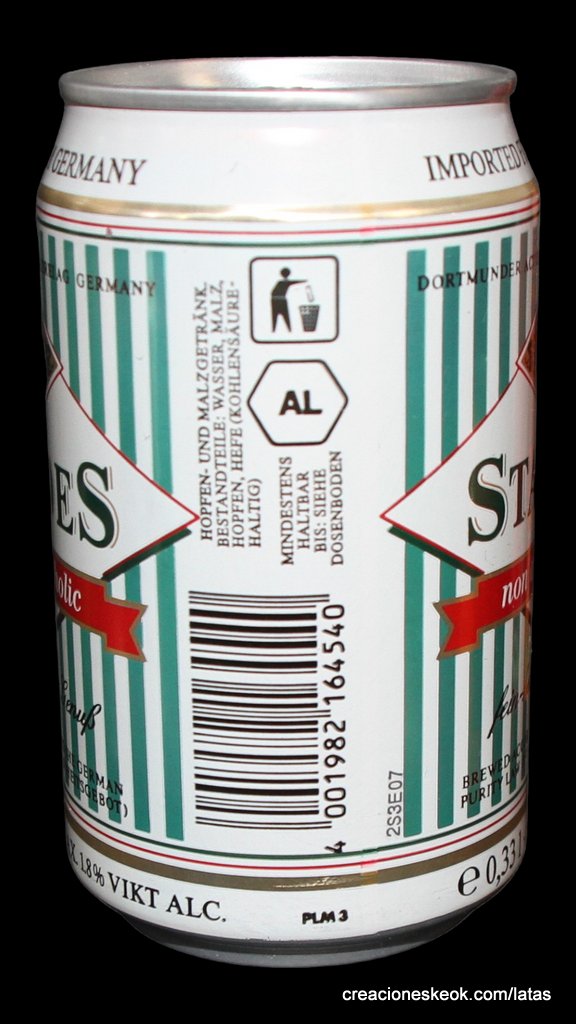 GERMANY
IMPORTED
GERMANY
DORTMUNDER
HOPFEN- UND MALZGETRÄNK,
BESTANDTEILE: WASSER, MALZ,
HOPFEN, HEFE (KOHLENSÄURE-
HALTIG)
AL
MINDESTENS
HALTBAR
BIS: SIEHE
DOSENBODEN
ES
STA
non
GERMAN
BREWED
PURITY
4 001982 164540
2S3E07
X. 1.8% VIKT ALC.
PLM 3
e 0,33 l
creacioneskeok.com/latas